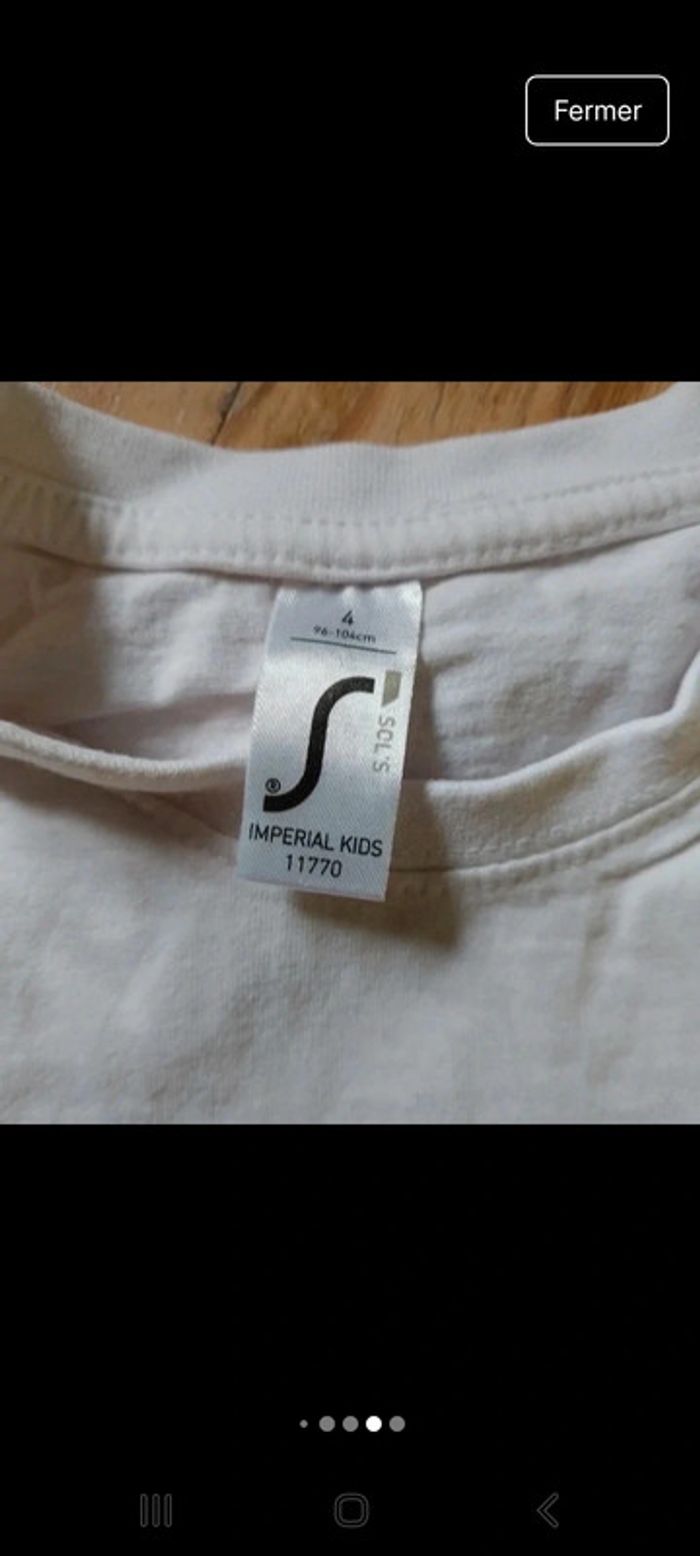 Fermer
4
96-104cm
SOL'S
®
IMPERIAL KIDS
11770